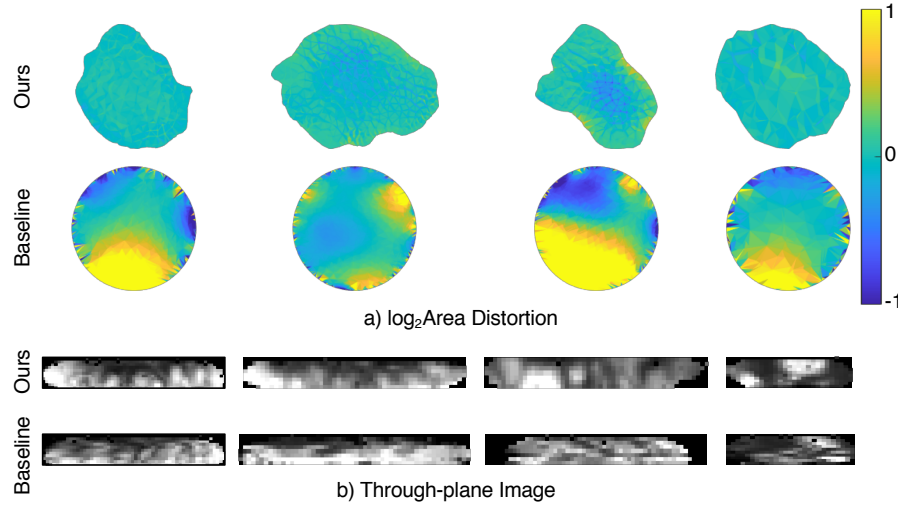 1
Ours
0
Baseline
-1
a) log₂Area Distortion
Ours
Baseline
b) Through-plane Image